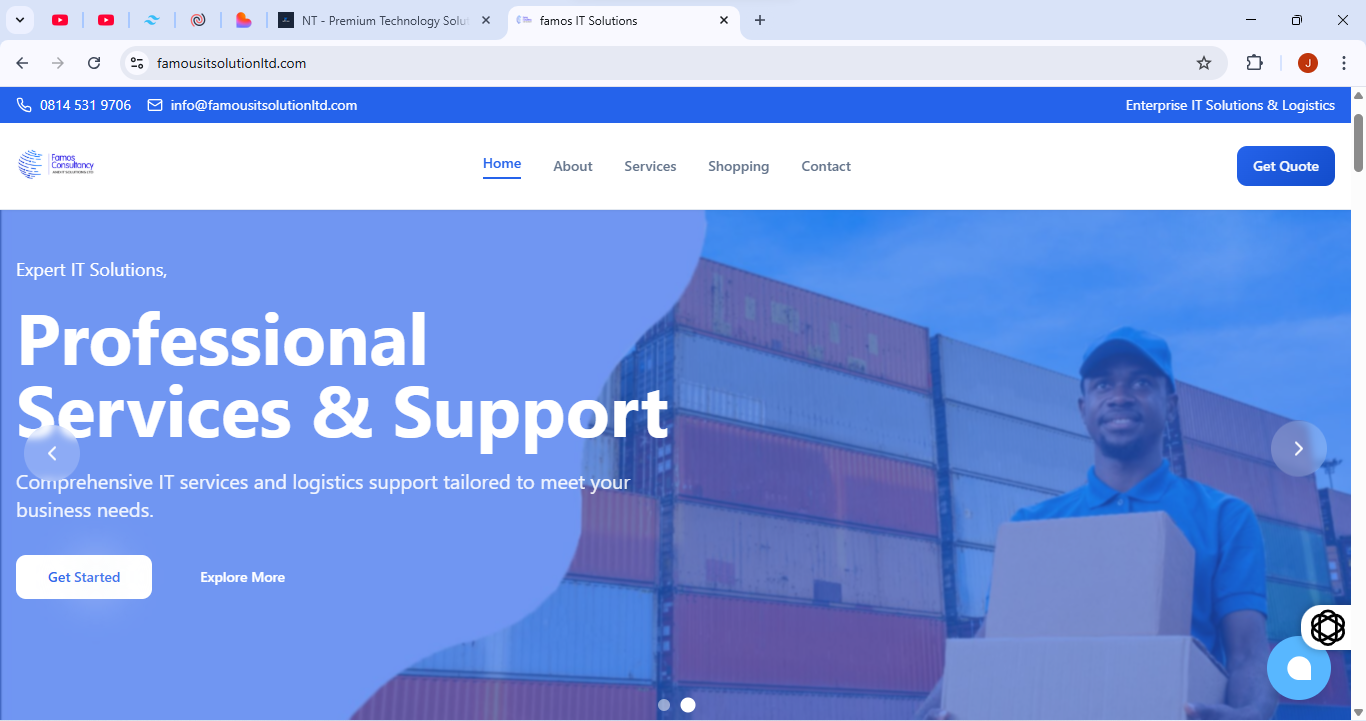 NT - Premium Technology Solut
famos IT Solutions
famousitsolutionltd.com
J
0814 531 9706
info@famousitsolutionltd.com
Enterprise IT Solutions & Logistics
Famos
Consultancy
Home
About
Services
Shopping
Contact
Get Quote
Expert IT Solutions,
Professional
Services & Support
Comprehensive IT services and logistics support tailored to meet your
business needs.
Get Started
Explore More